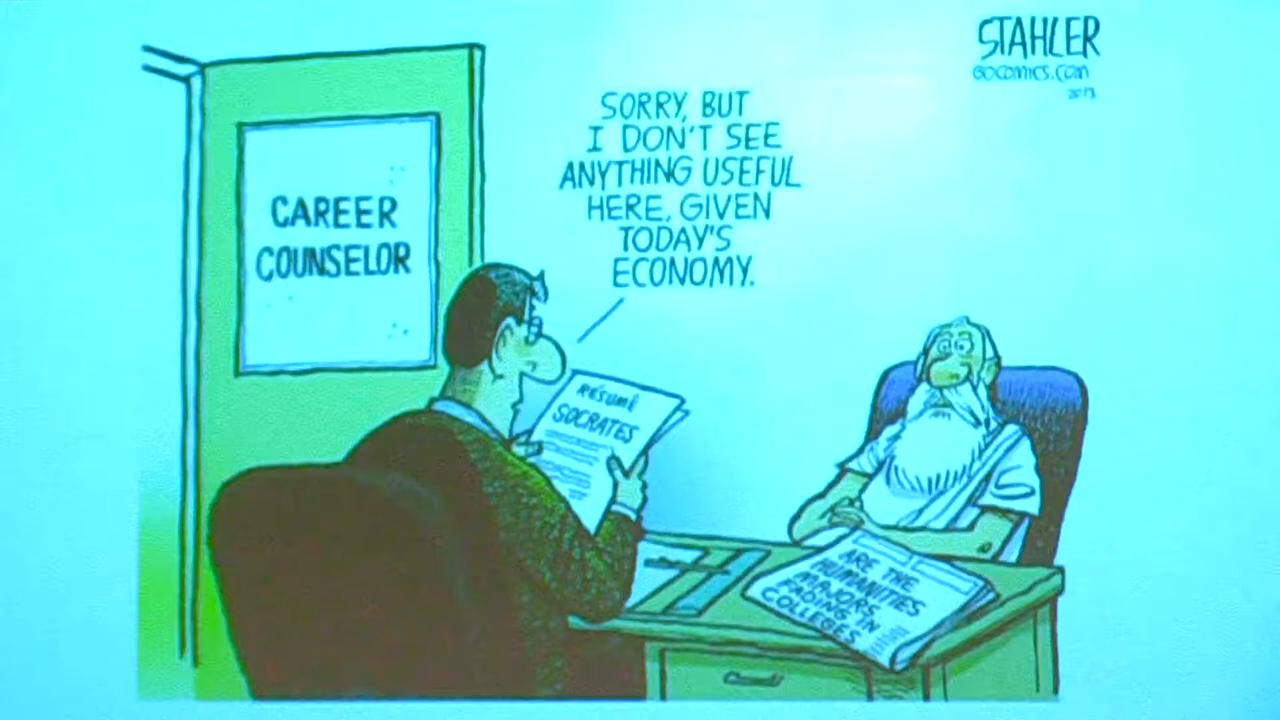 STAHLER
GOCOMICS.COM
2013
SORRY, BUT
I DON'T SEE
ANYTHING USEFUL
HERE, GIVEN
TODAY'S
ECONOMY.
CAREER
COUNSELOR
RÉSUMÉ
SOCRATES
ARE THE
HUMANITIES
MAJORS
FADING IN
COLLEGES